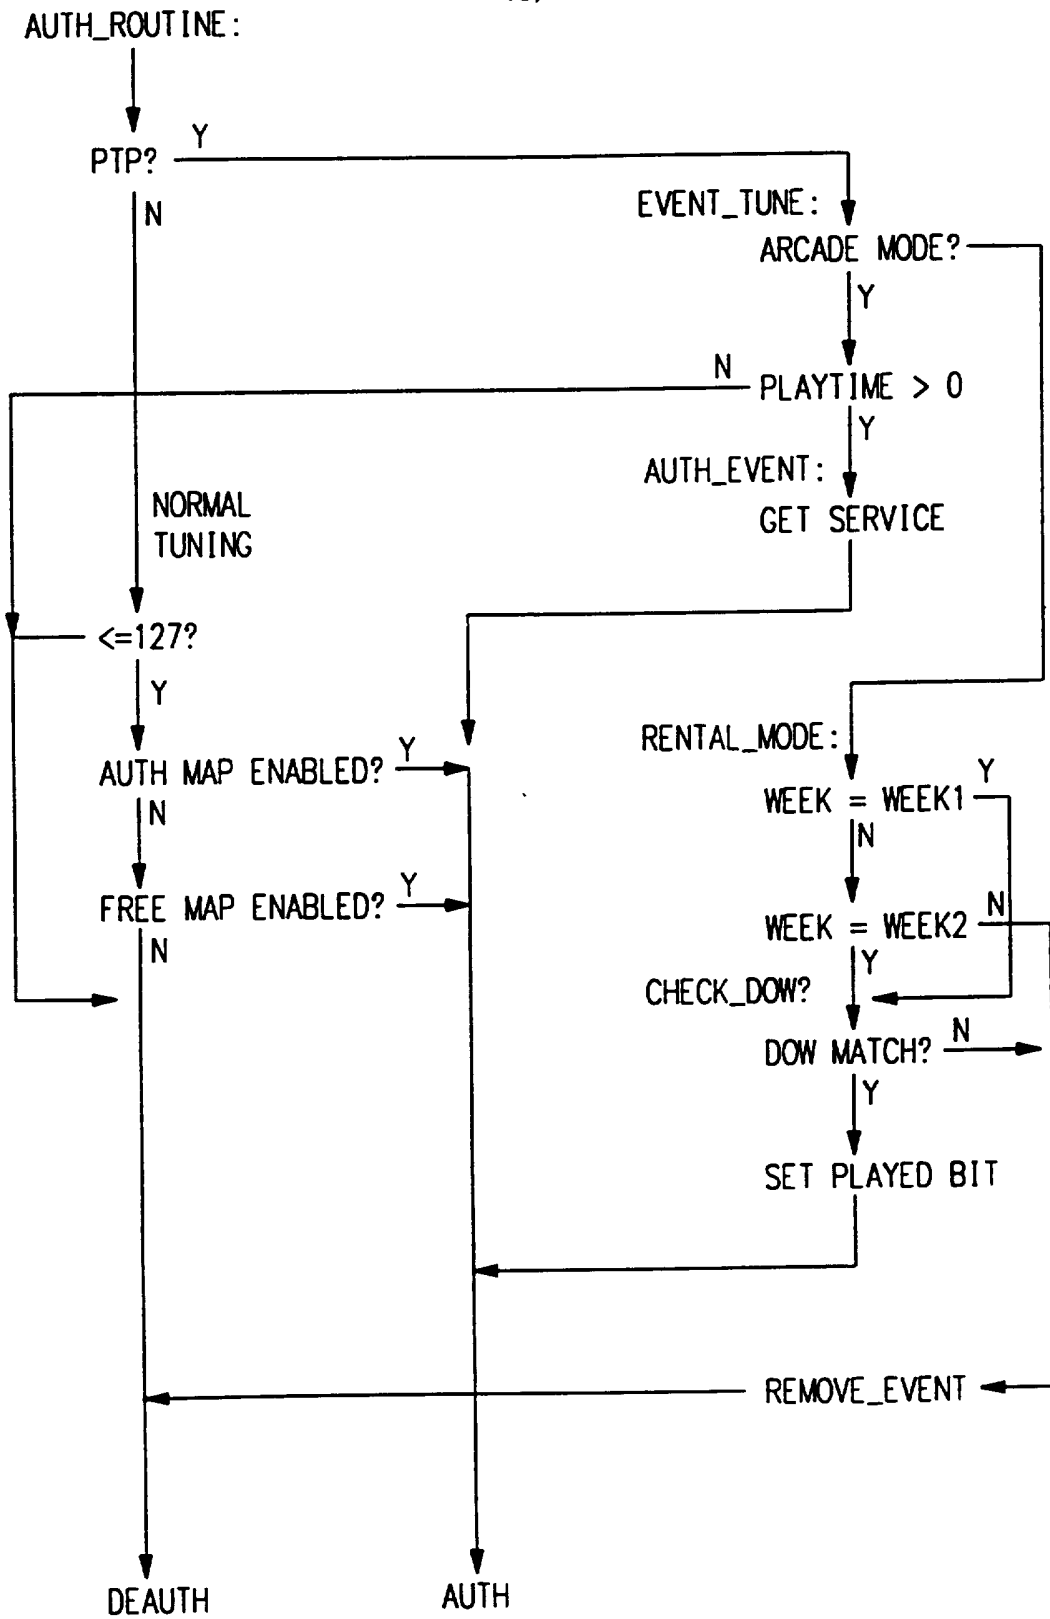 AUTH_ROUTINE:
Y
PTP?
N
EVENT_TUNE:
ARCADE MODE?
Y
N
PLAYTIME > 0
Y
AUTH_EVENT:
NORMAL
TUNING
GET SERVICE
<=127?
Y
RENTAL_MODE:
AUTH MAP ENABLED?
Y
Y
WEEK = WEEK1
N
N
FREE MAP ENABLED?
Y
N
WEEK = WEEK2
N
Y
CHECK_DOW?
DOW MATCH?
N
Y
SET PLAYED BIT
REMOVE_EVENT
DEAUTH
AUTH